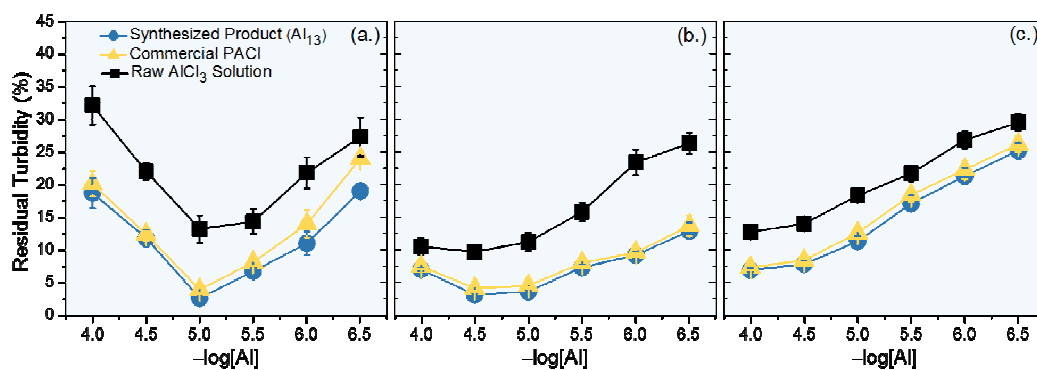 45
40
35
30
25
20
15
10
5
0
Residual Turbidity (%)
Synthesized Product (Al13)
Commercial PACl
Raw AlCl3 Solution
(a.)
(b.)
(c.)
4.0 4.5 5.0 5.5 6.0 6.5
4.0 4.5 5.0 5.5 6.0 6.5
4.0 4.5 5.0 5.5 6.0 6.5
–log[Al]
–log[Al]
–log[Al]